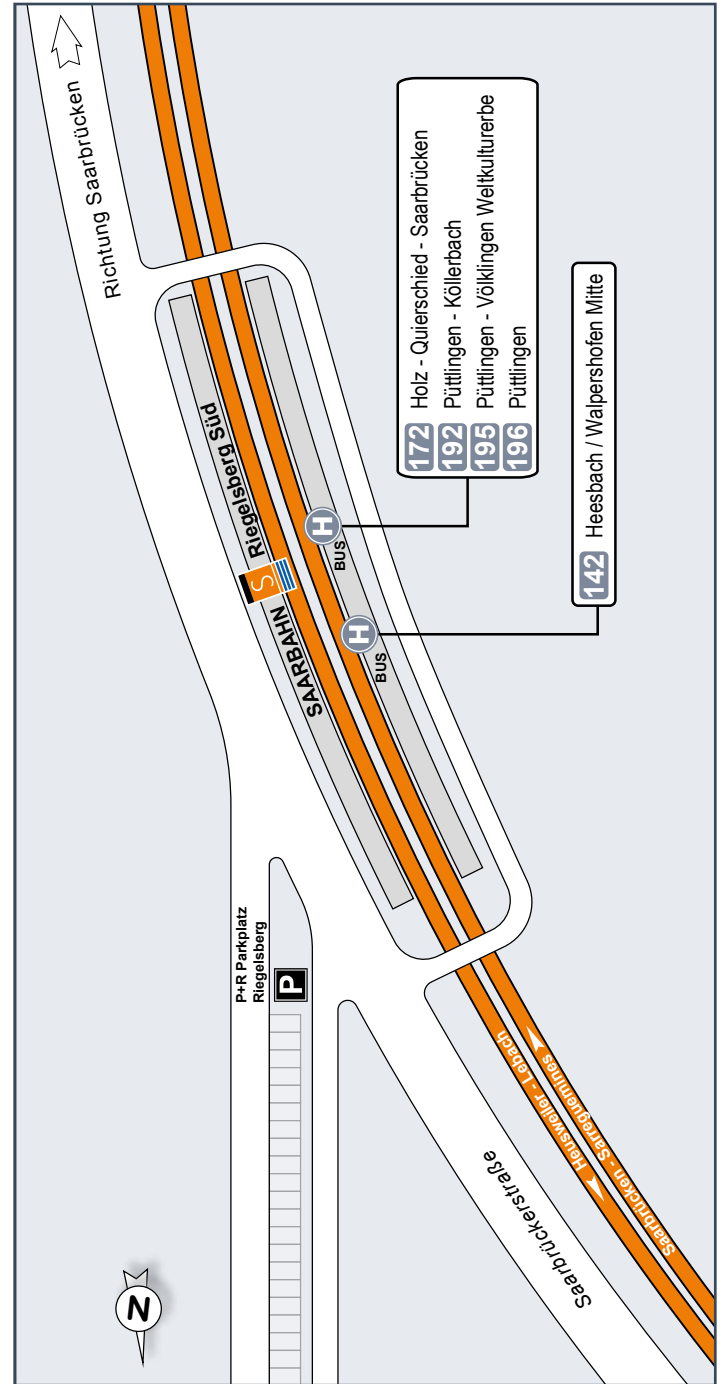 Richtung Saarbrücken
SAARBAHN S Riegelsberg Süd
H
BUS
H
BUS
172 Holz - Quierschied - Saarbrücken
192 Püttlingen - Köllerbach
195 Püttlingen - Völklingen Weltkulturerbe
196 Püttlingen
142 Heesbach / Walpershofen Mitte
P+R Parkplatz
Riegelsberg
P
Heusweiler - Lebach
Saarbrücken - Sarreguemines
Saarbrückerstraße
N